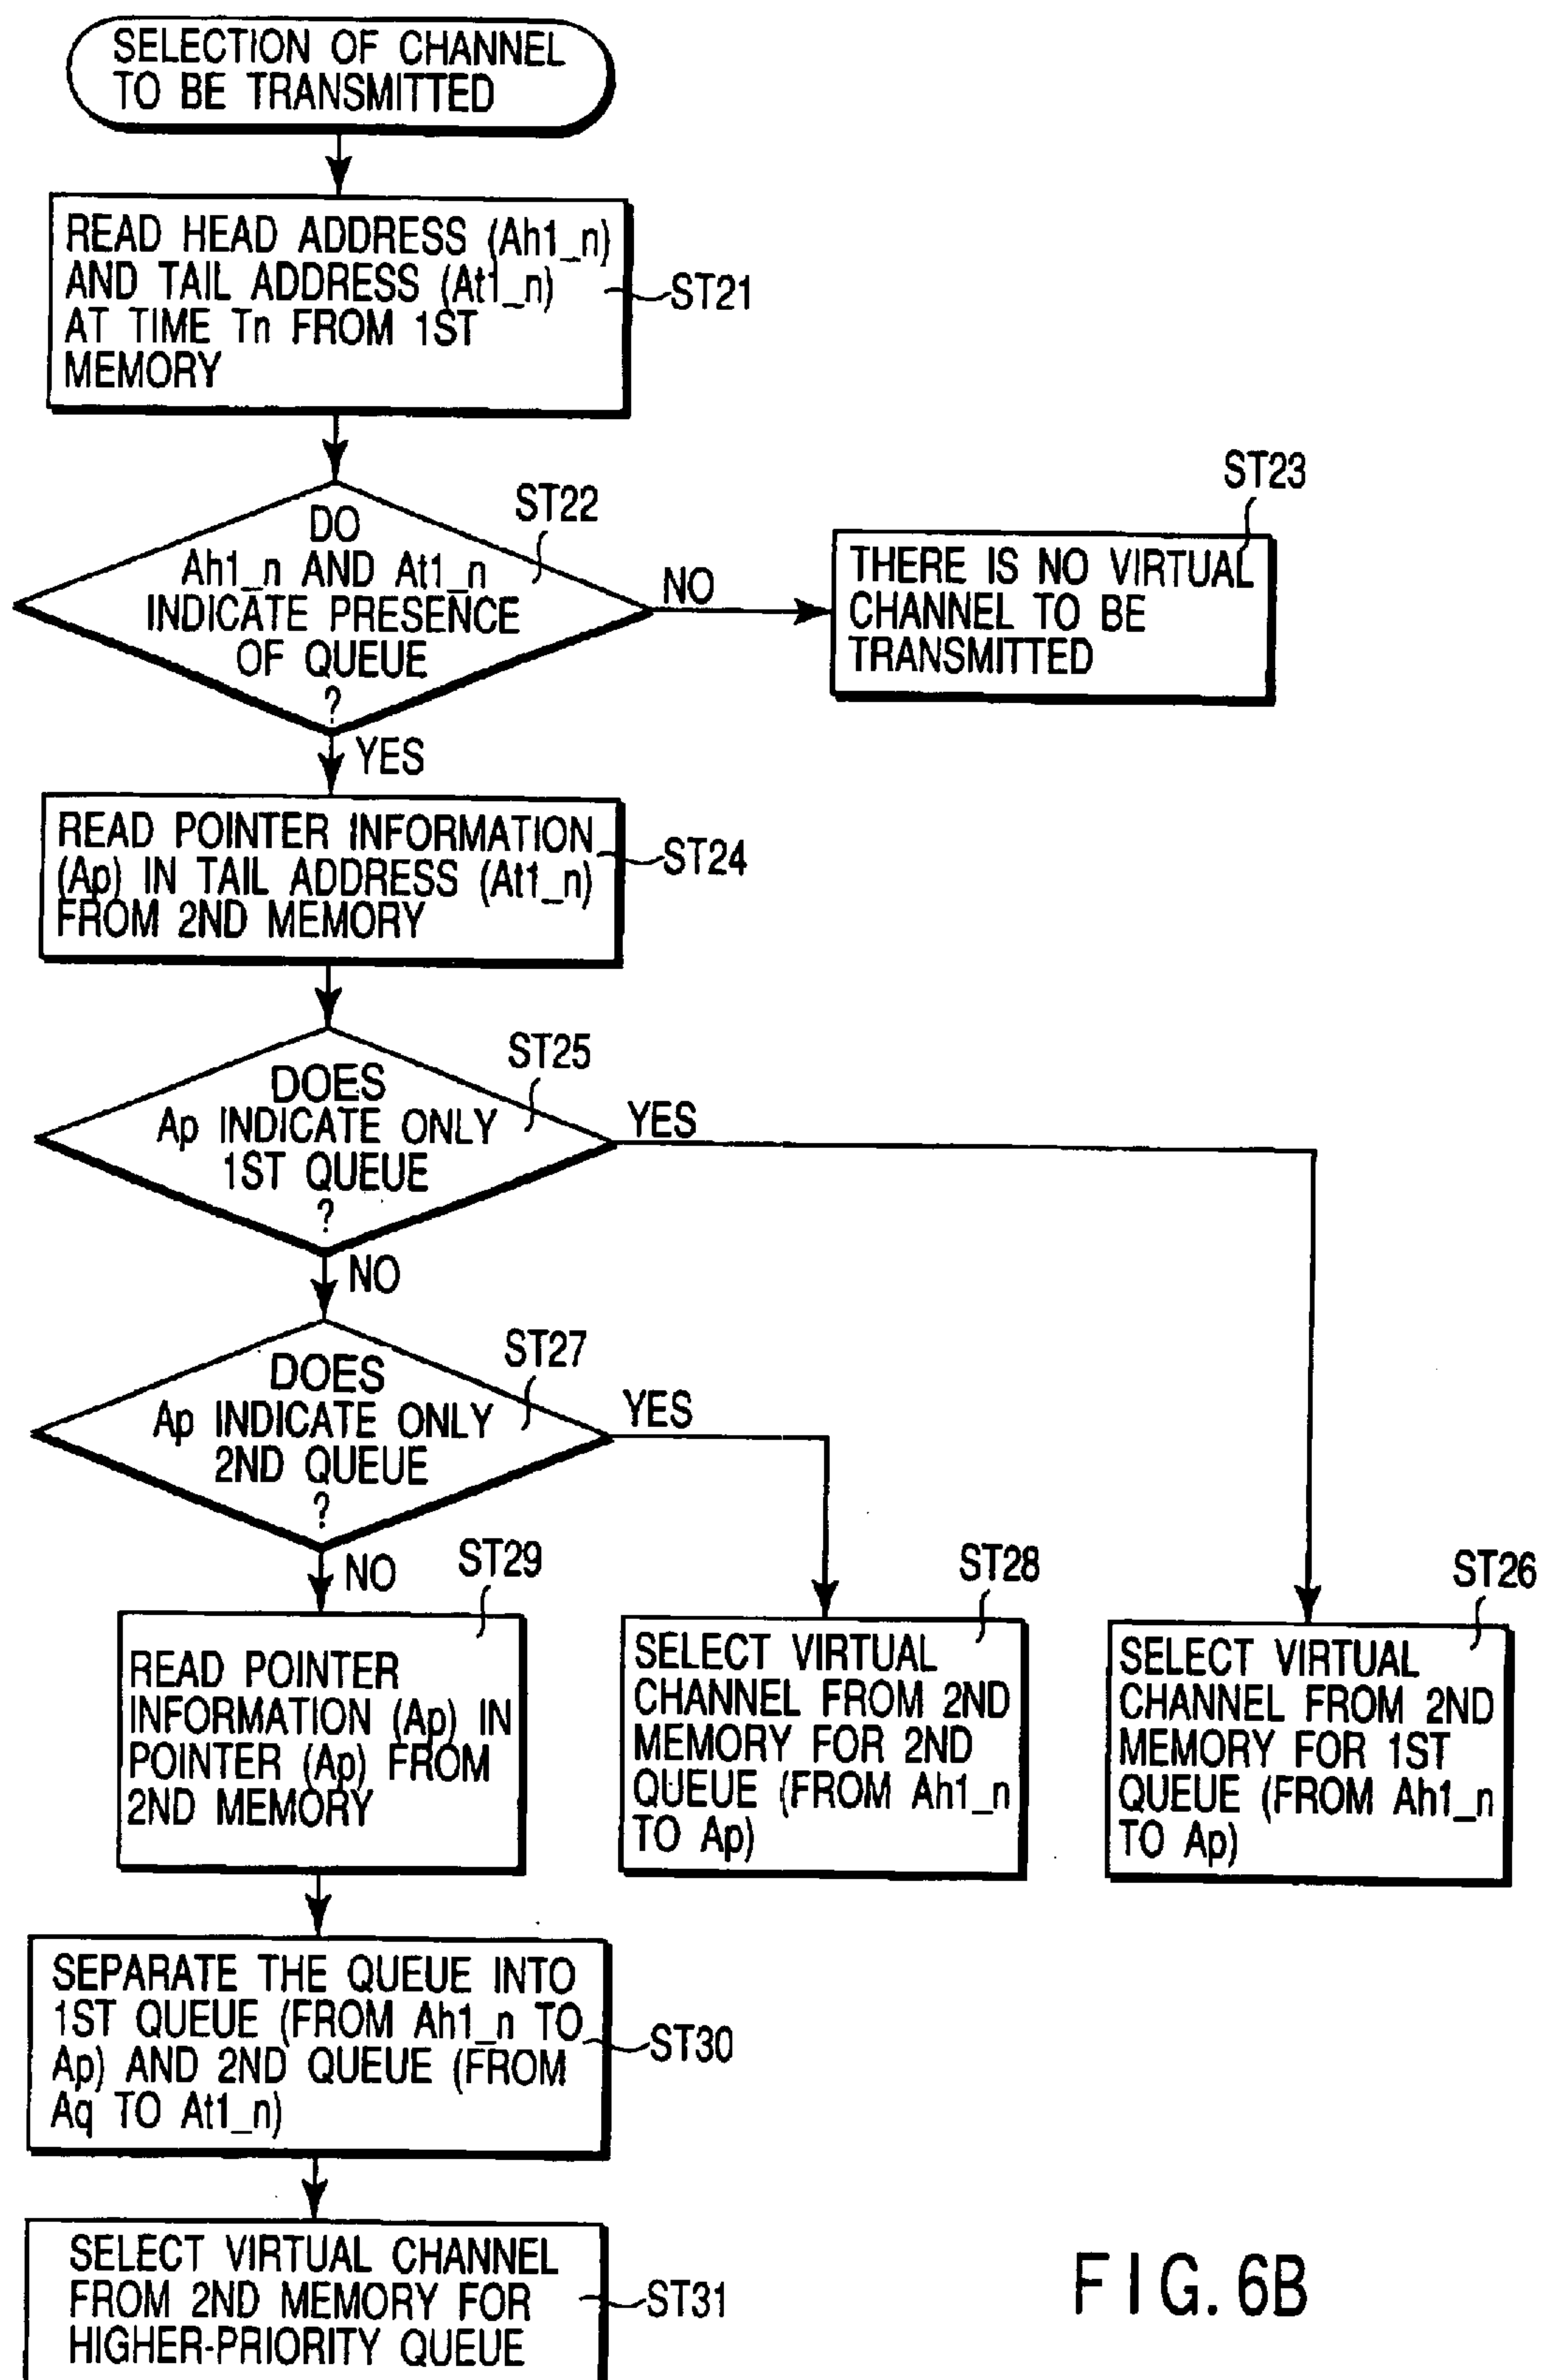 SELECTION OF CHANNEL
TO BE TRANSMITTED
READ HEAD ADDRESS (Ah1_n)
AND TAIL ADDRESS (At1_n)
AT TIME Tn FROM 1ST
MEMORY
ST21
DO
Ah1_n AND At1_n
INDICATE PRESENCE
OF QUEUE
?
ST22
NO
ST23
THERE IS NO VIRTUAL
CHANNEL TO BE
TRANSMITTED
YES
READ POINTER INFORMATION
(Ap) IN TAIL ADDRESS (At1_n)
FROM 2ND MEMORY
ST24
DOES
Ap INDICATE ONLY
1ST QUEUE
?
ST25
YES
NO
DOES
Ap INDICATE ONLY
2ND QUEUE
?
ST27
YES
NO
ST29
READ POINTER
INFORMATION (Ap) IN
POINTER (Ap) FROM
2ND MEMORY
ST28
SELECT VIRTUAL
CHANNEL FROM 2ND
MEMORY FOR 2ND
QUEUE (FROM Ah1_n
TO Ap)
ST26
SELECT VIRTUAL
CHANNEL FROM 2ND
MEMORY FOR 1ST
QUEUE (FROM Ah1_n
TO Ap)
SEPARATE THE QUEUE INTO
1ST QUEUE (FROM Ah1_n TO
Ap) AND 2ND QUEUE (FROM
Aq TO At1_n)
ST30
SELECT VIRTUAL CHANNEL
FROM 2ND MEMORY FOR
HIGHER-PRIORITY QUEUE
ST31
FIG. 6B